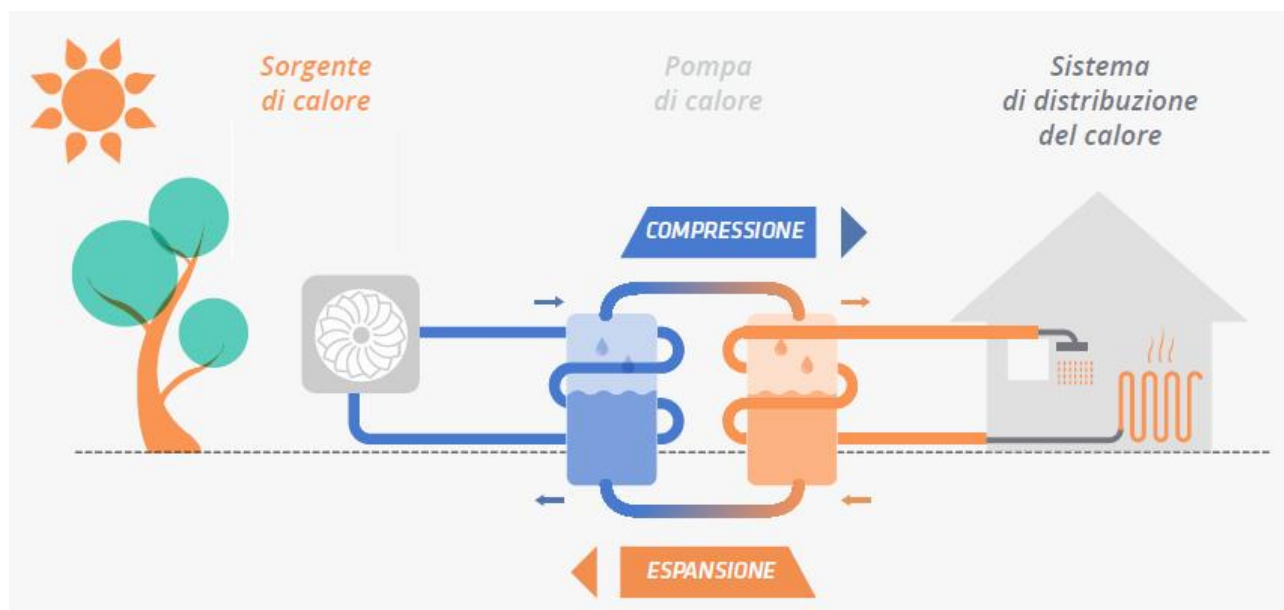 Sorgente
di calore
Pompa
di calore
Sistema
di distribuzione
del calore
COMPRESSIONE
ESPANSIONE